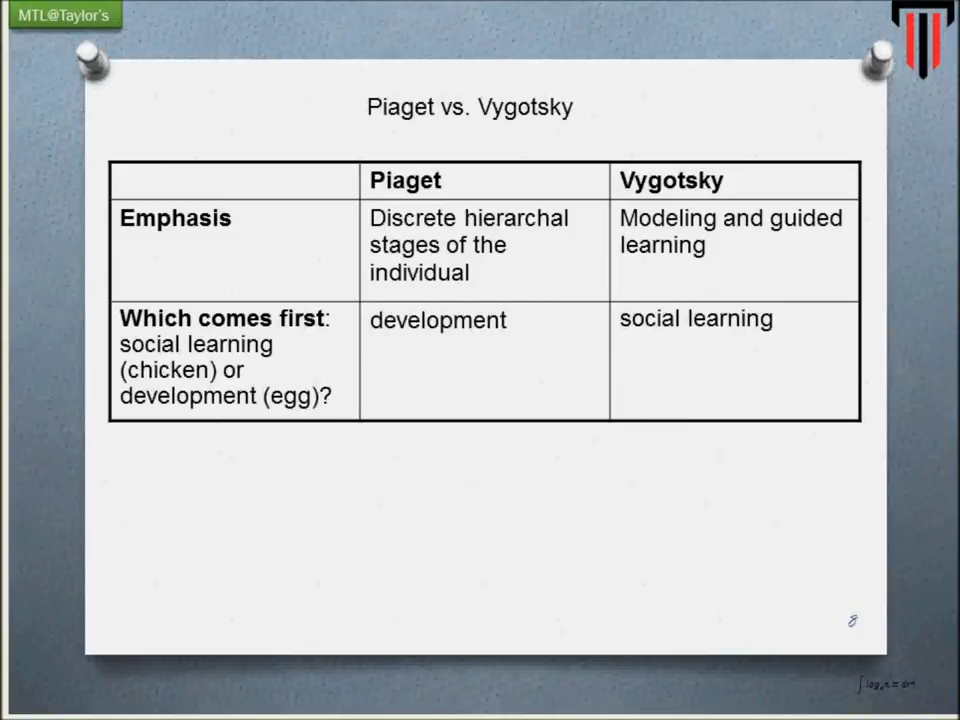 MTL@Taylor's
Piaget vs. Vygotsky
Piaget
Vygotsky
Emphasis
Discrete hierarchal
stages of the
individual
Modeling and guided
learning
Which comes first:
social learning
(chicken) or
development (egg)?
development
social learning
8